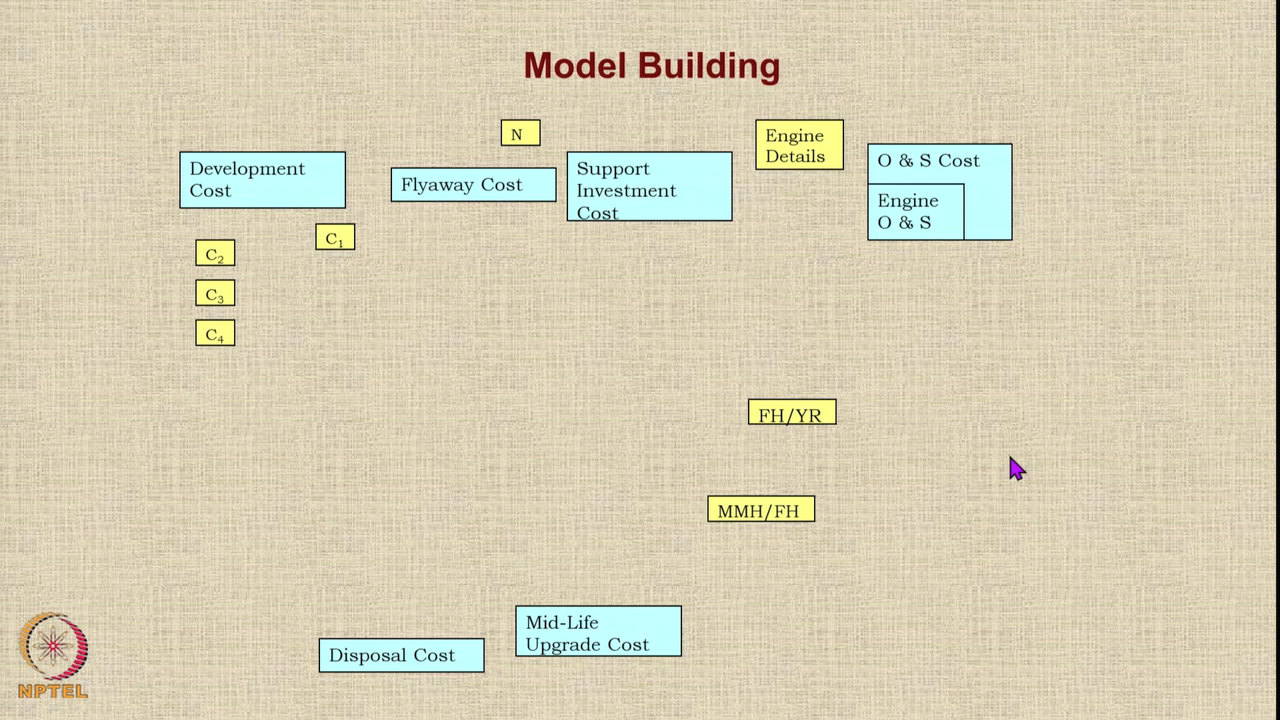 Model Building
N
Engine
Details
Development
Cost
Flyaway Cost
Support
Investment
Cost
O & S Cost
Engine
O & S
C1
C2
C3
C4
FH/YR
MMH/FH
Mid-Life
Upgrade Cost
Disposal Cost
NPTEL